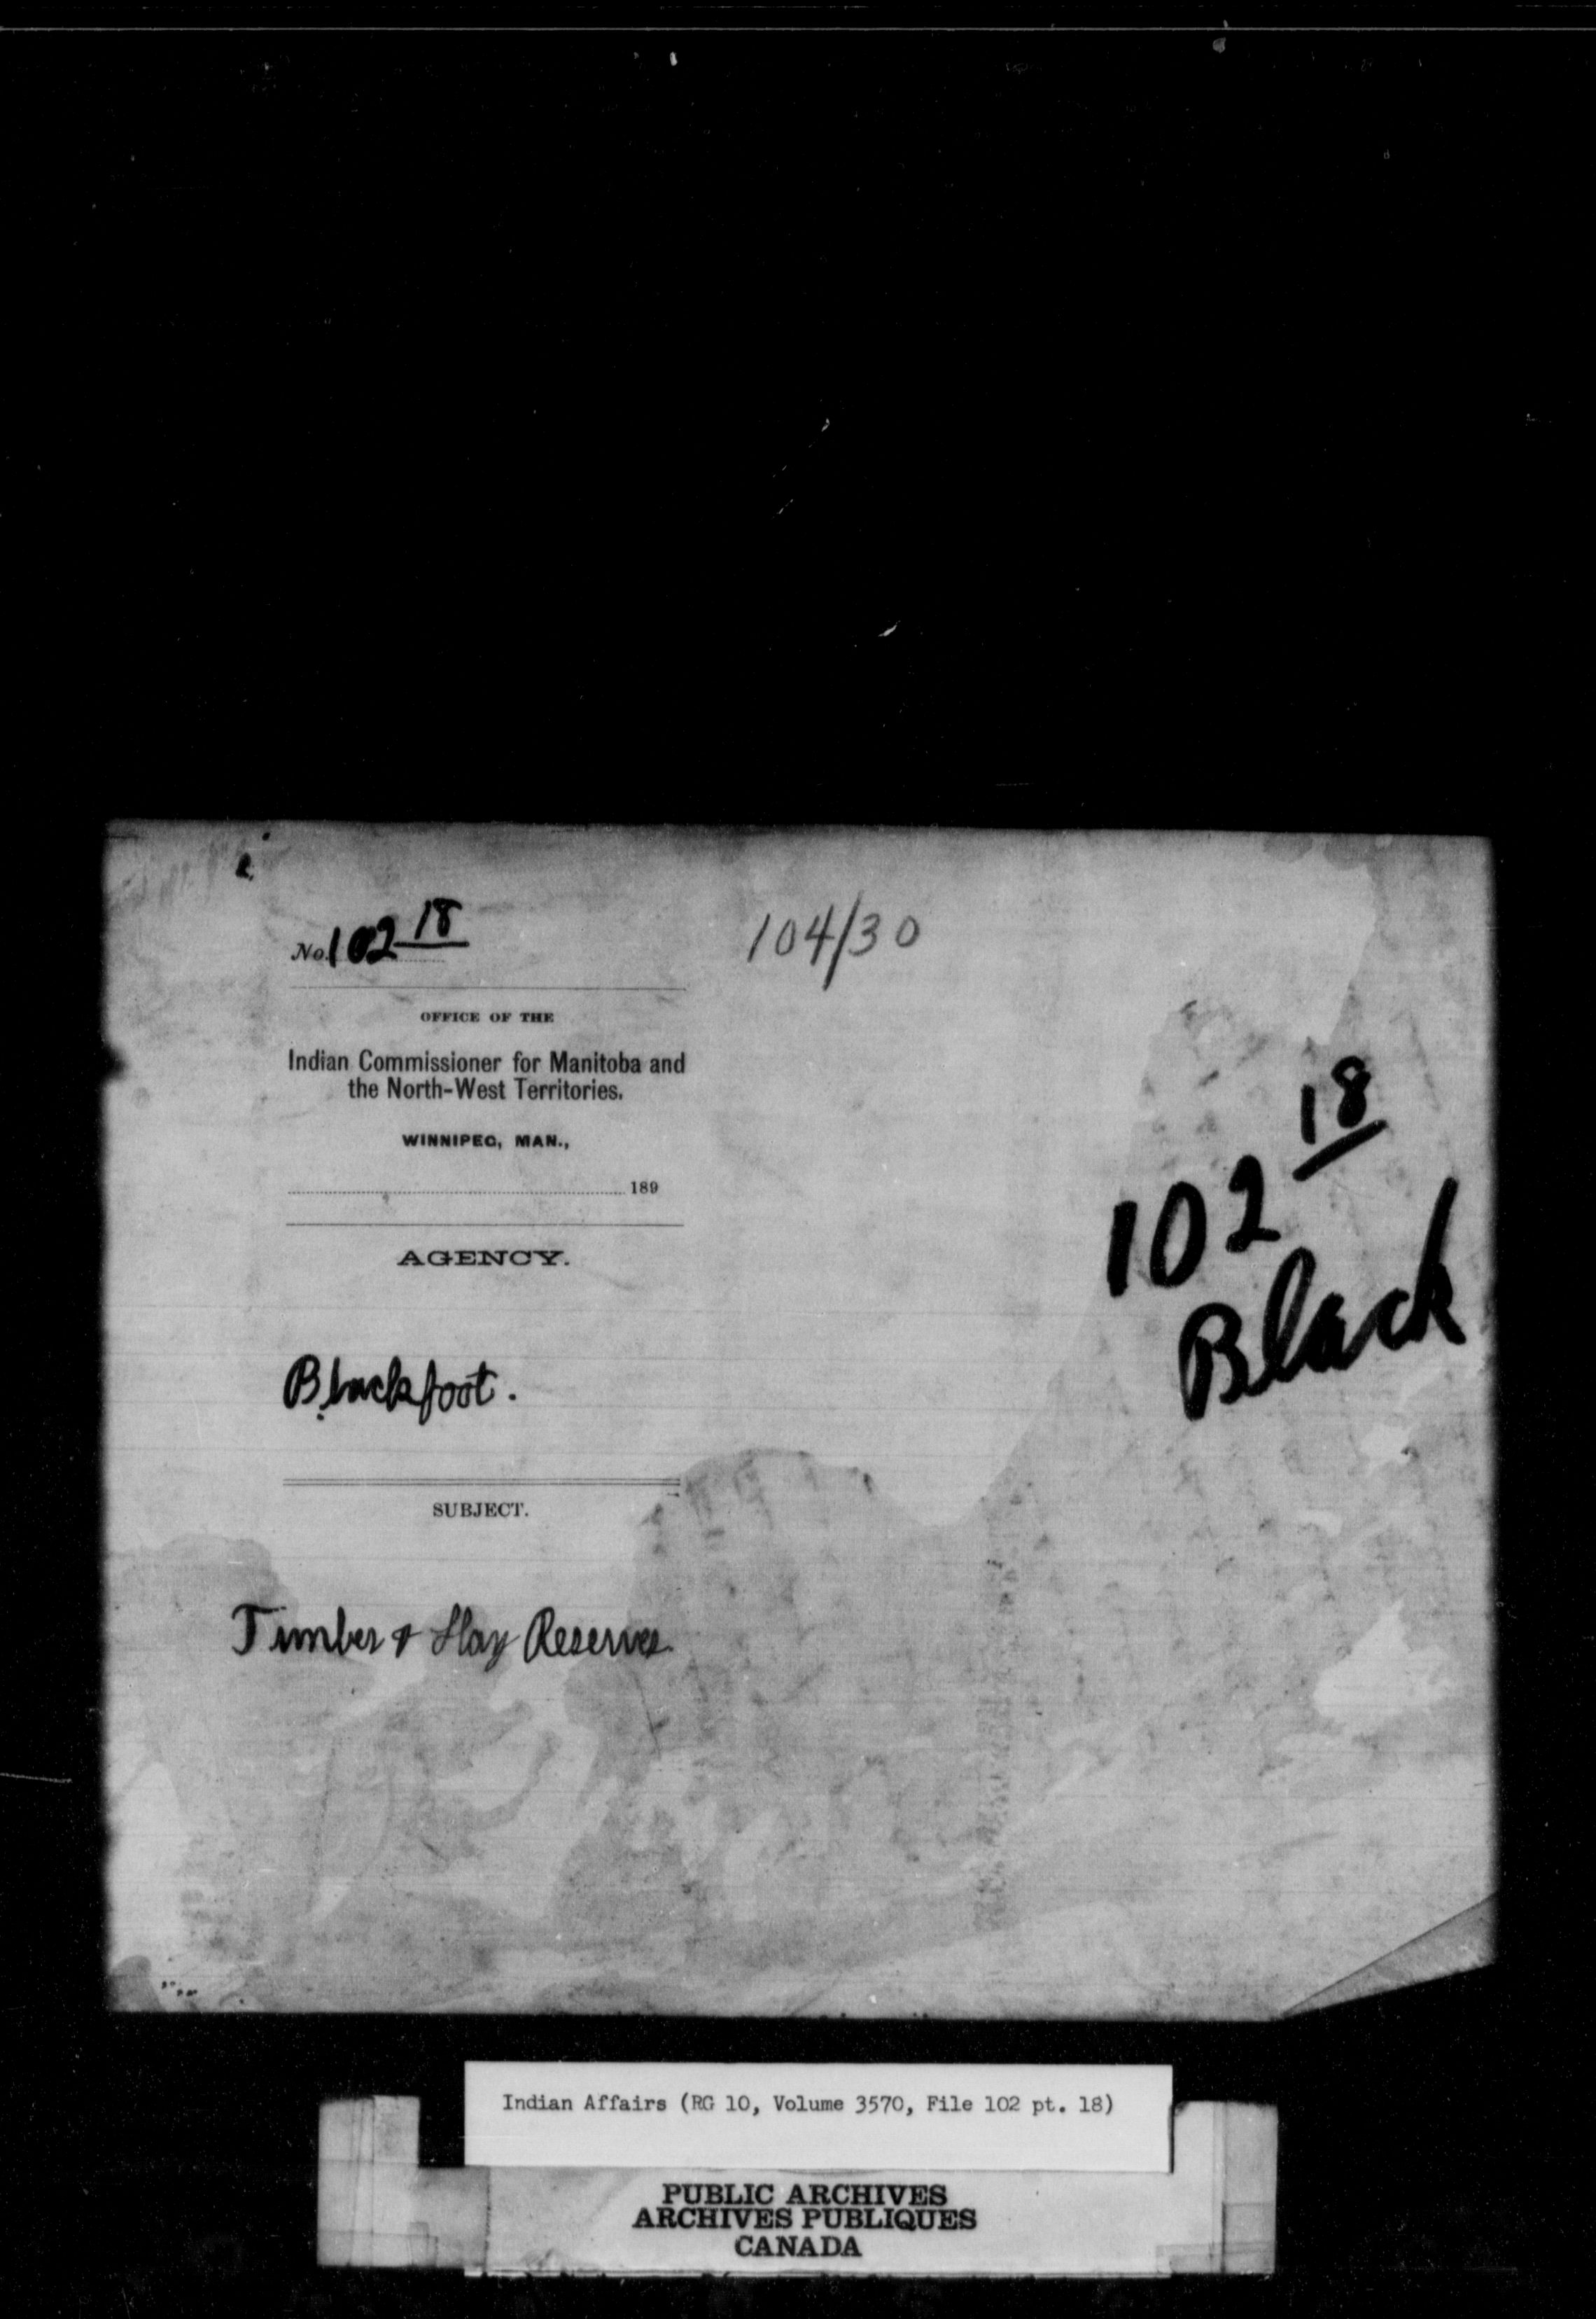 No. 102 18
104/30
OFFICE OF THE
Indian Commissioner for Manitoba and
the North-West Territories.
WINNIPEG, MAN.,
189
AGENCY.
Blackfoot.
SUBJECT.
Timber & Hay Reserves
102 18
Black
Indian Affairs (RG 10, Volume 3570, File 102 pt. 18)
PUBLIC ARCHIVES
ARCHIVES PUBLIQUES
CANADA